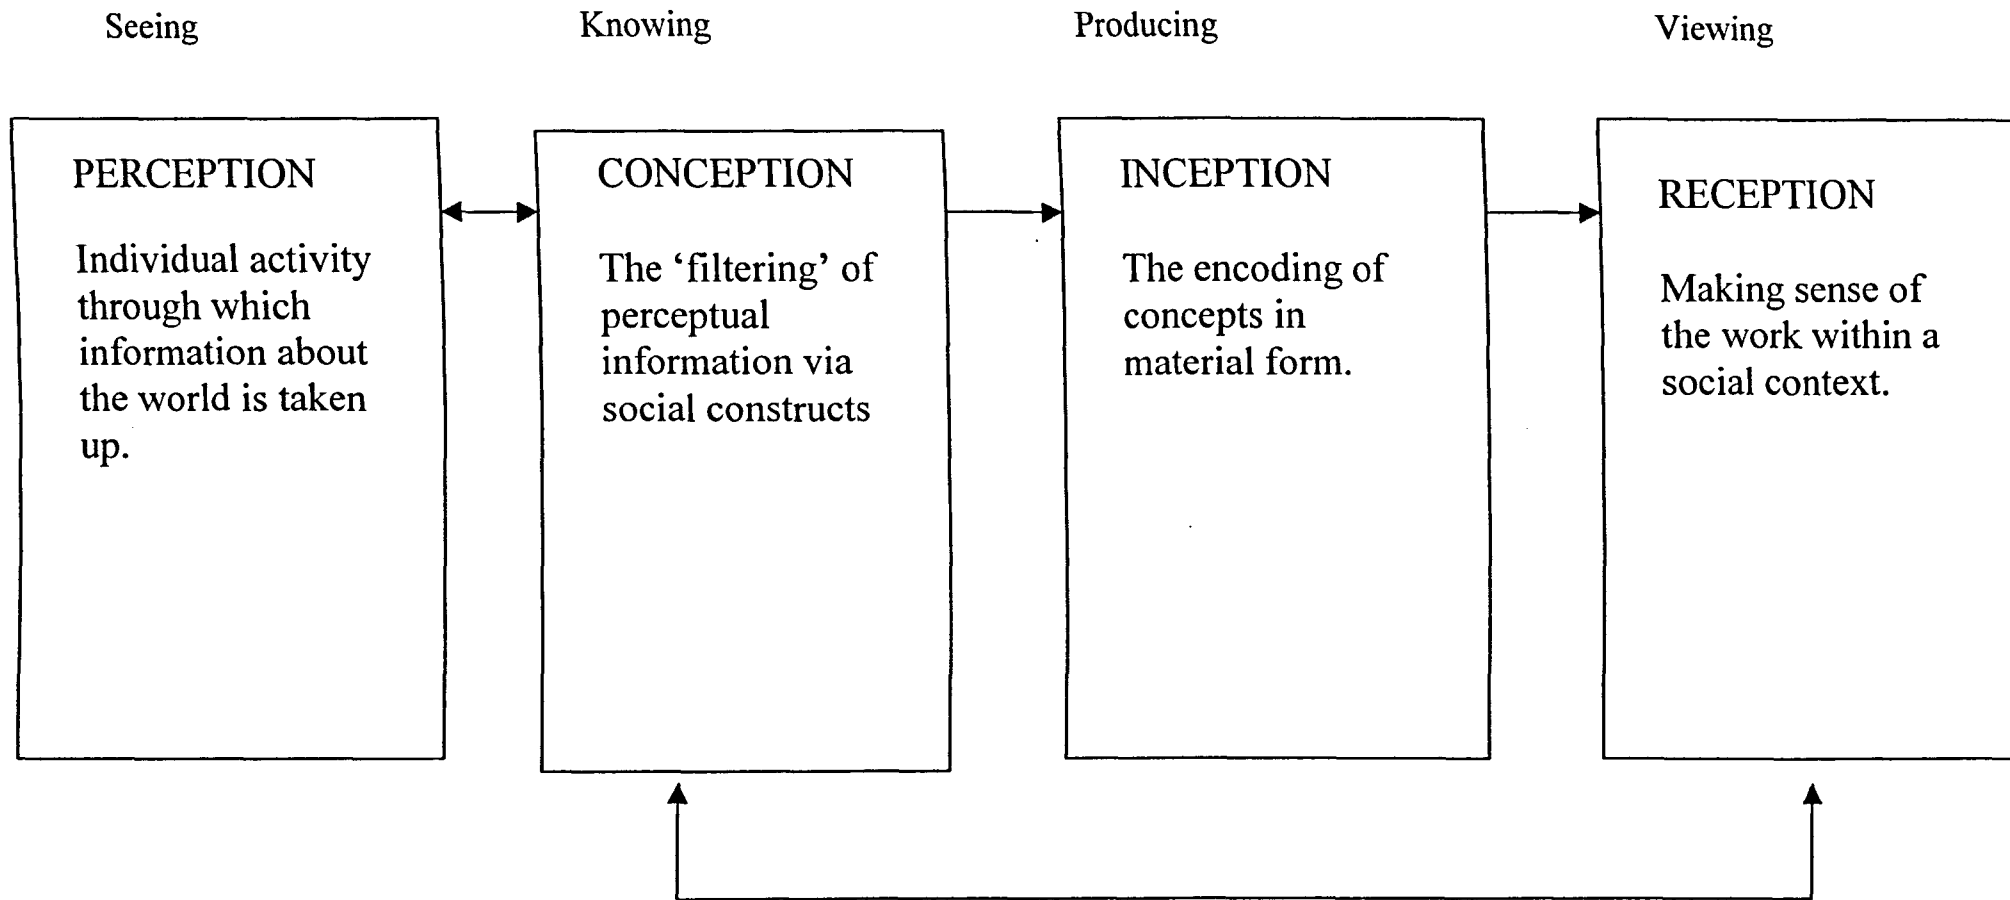 Seeing
Knowing
Producing
Viewing
PERCEPTION
Individual activity
through which
information about
the world is taken
up.
CONCEPTION
The ‘filtering’ of
perceptual
information via
social constructs
INCEPTION
The encoding of
concepts in
material form.
RECEPTION
Making sense of
the work within a
social context.